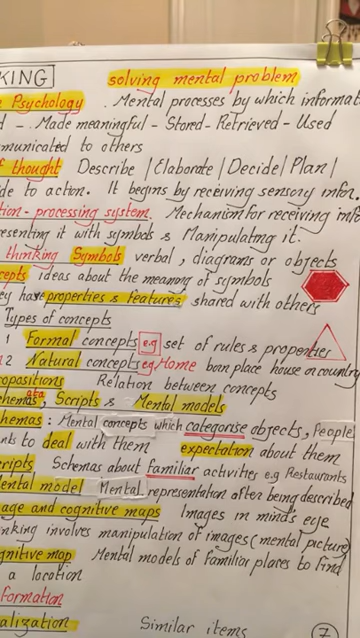 KING solving mental problem
Psychology . Mental processes by which informat
d - . Made meaningful - Stored - Retrieved - Used
municated to others
f thought Describe / Elaborate / Decide / Plan /
de to action. It begins by receiving sensory infor.
tion-processing system. Mechanism for receiving info
resenting it with symbols & Manipulatng it.
thinking Symbols verbal, diagrams or objects
cepts ideas about the meaning of symbols
ey have properties & features shared with others
Types of concepts
1 Formal concepts e.g set of rules & properties
2 Natural concepts eg Home born place house or country
opositions Relation between concepts
chemas, Scripts & Mental models
hemas : Mental concepts which categorise objects, People
nts to deal with them expectation about them
ripts Schemas about familiar activities e.g Restaurants
ental model Mental representation after being described
age and cognitive maps Images in mind's eye
nking involves manipulation of images (mental picture)
gnitive map Mental models of familiar places to find
a location
formation
alization Similar items 7